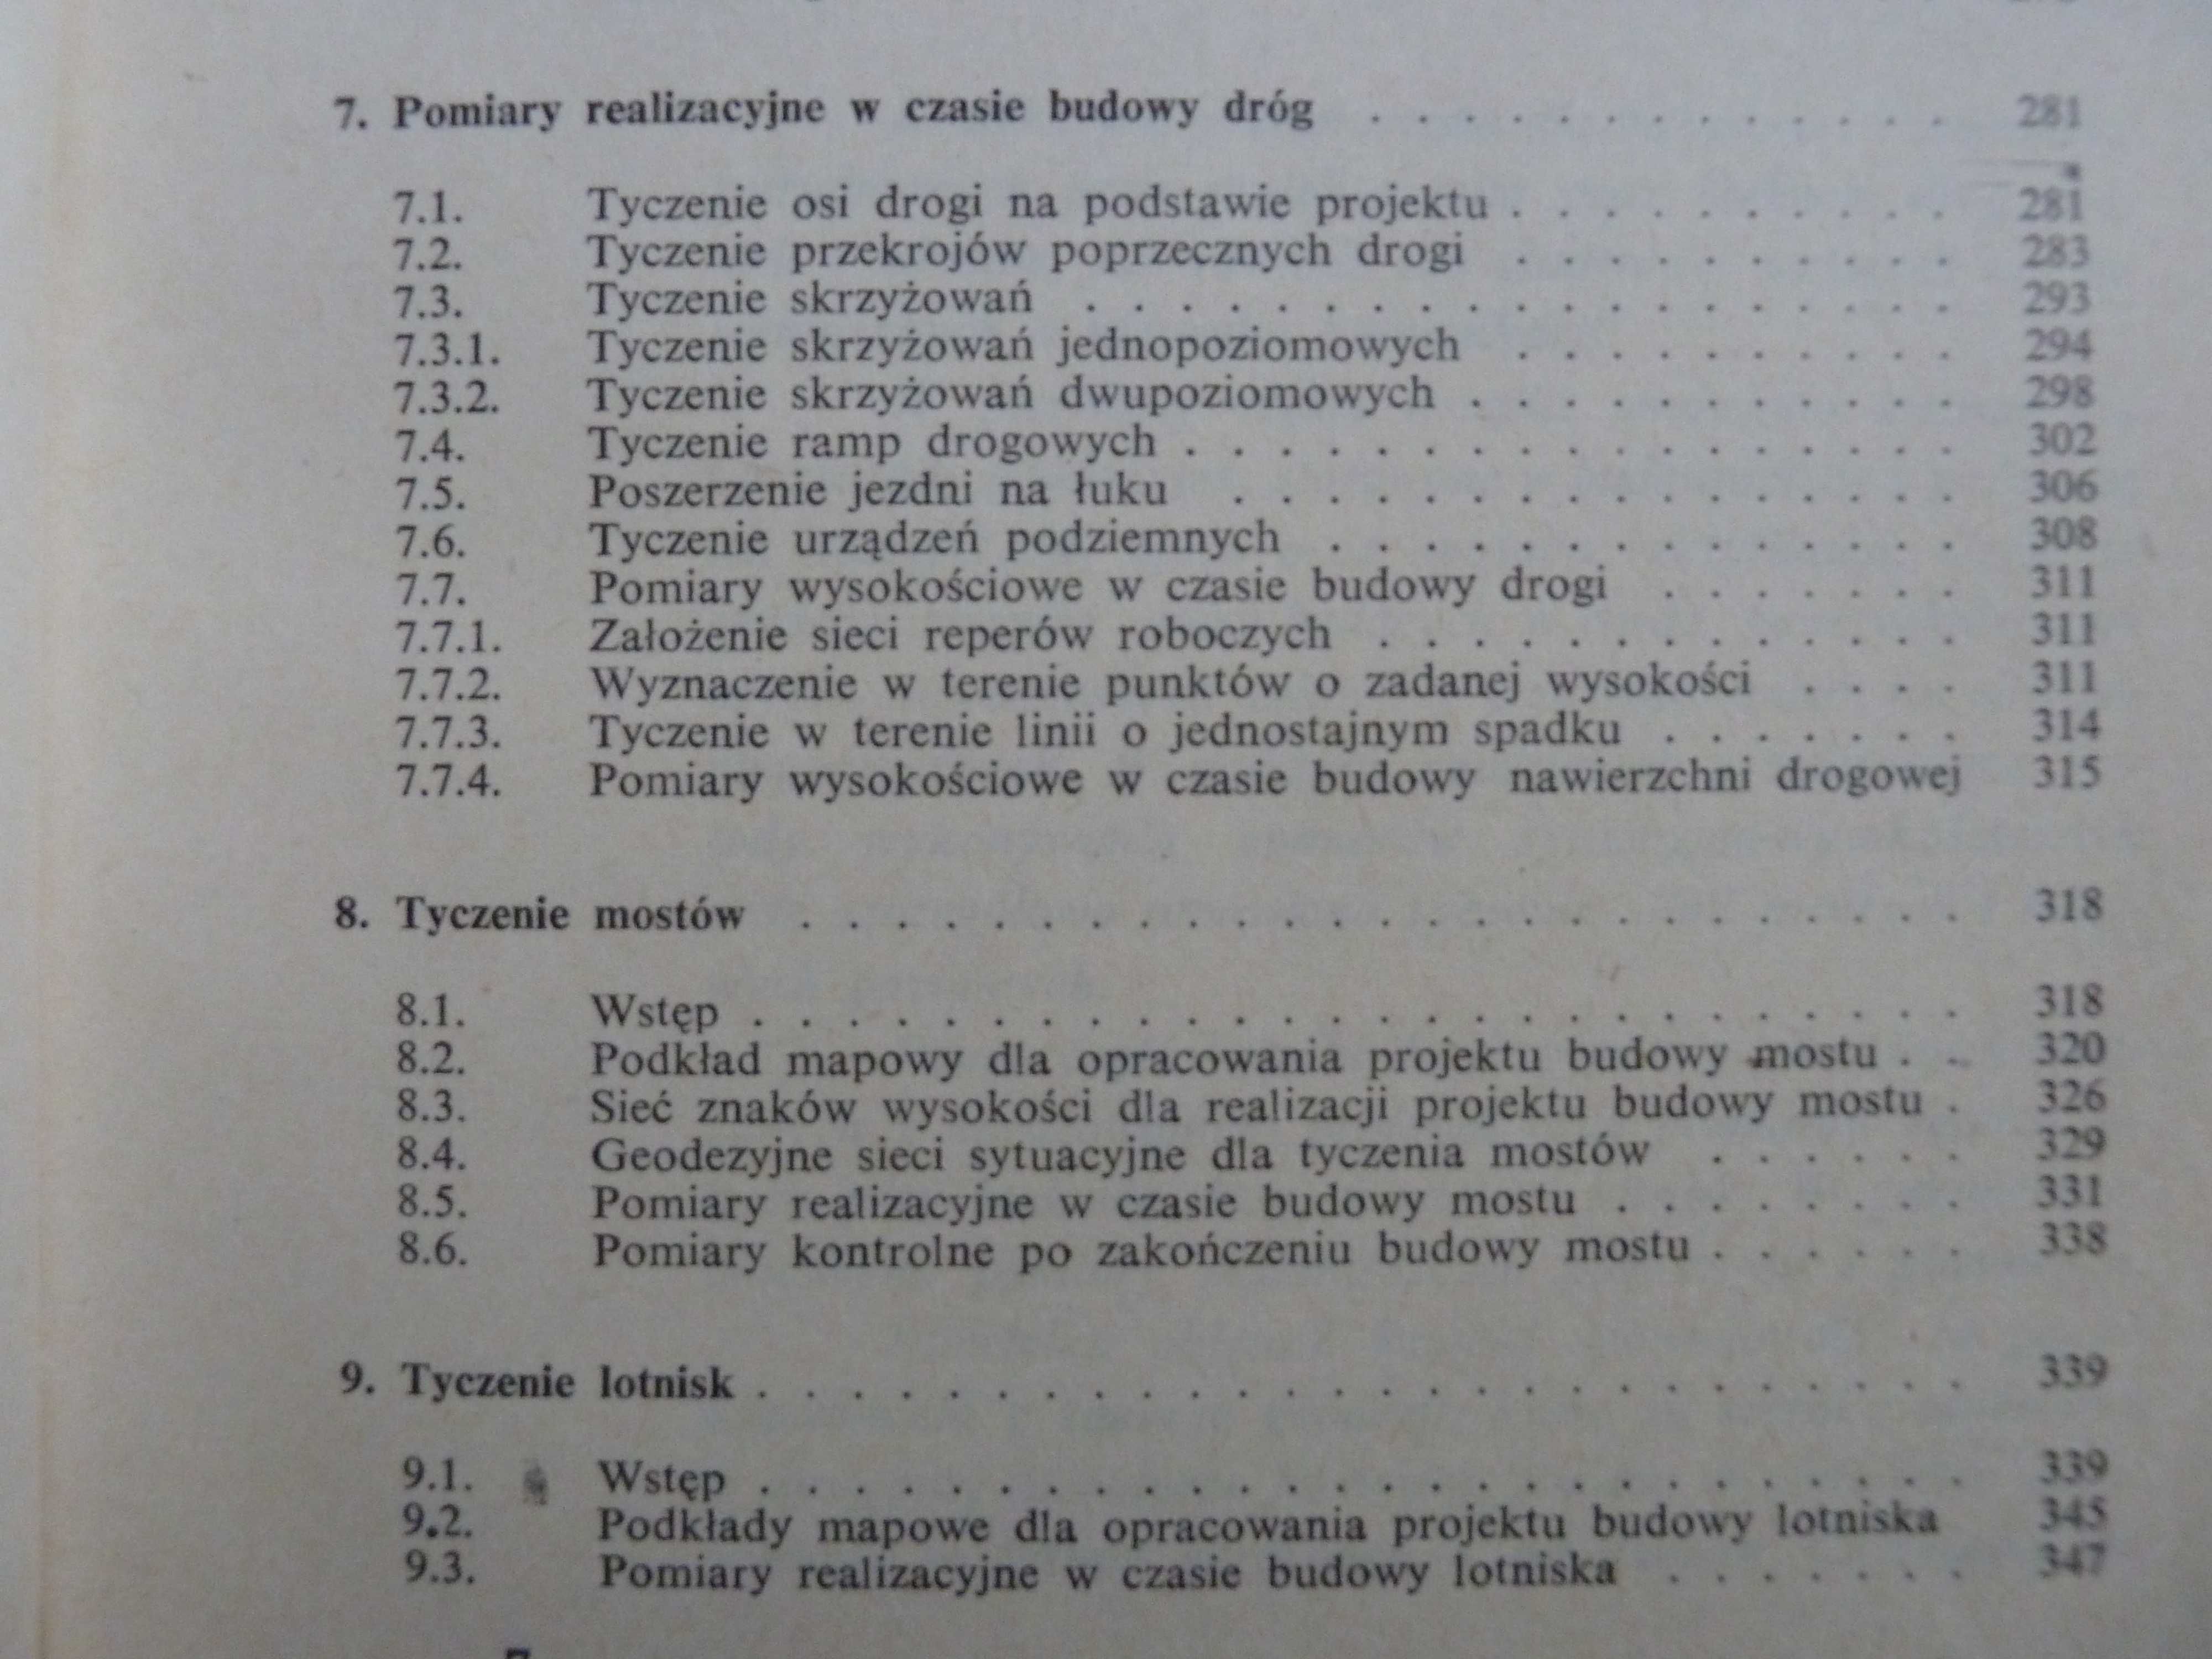 7. Pomiary realizacyjne w czasie budowy dróg . . . . . . . . . . . . . 281
7.1. Tyczenie osi drogi na podstawie projektu . . . . . . . . . . 281
7.2. Tyczenie przekrojów poprzecznych drogi . . . . . . . . . . 283
7.3. Tyczenie skrzyżowań . . . . . . . . . . . . . . . . . . . 293
7.3.1. Tyczenie skrzyżowań jednopoziomowych . . . . . . . . . . 294
7.3.2. Tyczenie skrzyżowań dwupoziomowych . . . . . . . . . . . 298
7.4. Tyczenie ramp drogowych . . . . . . . . . . . . . . . . . 302
7.5. Poszerzenie jezdni na łuku . . . . . . . . . . . . . . . . 306
7.6. Tyczenie urządzeń podziemnych . . . . . . . . . . . . . . 308
7.7. Pomiary wysokościowe w czasie budowy drogi . . . . . . . 311
7.7.1. Założenie sieci reperów roboczych . . . . . . . . . . . . . 311
7.7.2. Wyznaczenie w terenie punktów o zadanej wysokości . . . . 311
7.7.3. Tyczenie w terenie linii o jednostajnym spadku . . . . . . . 314
7.7.4. Pomiary wysokościowe w czasie budowy nawierzchni drogowej 315
8. Tyczenie mostów . . . . . . . . . . . . . . . . . . . . . . . . . 318
8.1. Wstęp . . . . . . . . . . . . . . . . . . . . . . . . . . 318
8.2. Podkład mapowy dla opracowania projektu budowy mostu . . 320
8.3. Sieć znaków wysokości dla realizacji projektu budowy mostu . 326
8.4. Geodezyjne sieci sytuacyjne dla tyczenia mostów . . . . . . 329
8.5. Pomiary realizacyjne w czasie budowy mostu . . . . . . . . 331
8.6. Pomiary kontrolne po zakończeniu budowy mostu . . . . . . 338
9. Tyczenie lotnisk . . . . . . . . . . . . . . . . . . . . . . . . . . 339
9.1. Wstęp . . . . . . . . . . . . . . . . . . . . . . . . . . 339
9.2. Podkłady mapowe dla opracowania projektu budowy lotniska 345
9.3. Pomiary realizacyjne w czasie budowy lotniska . . . . . . . 347